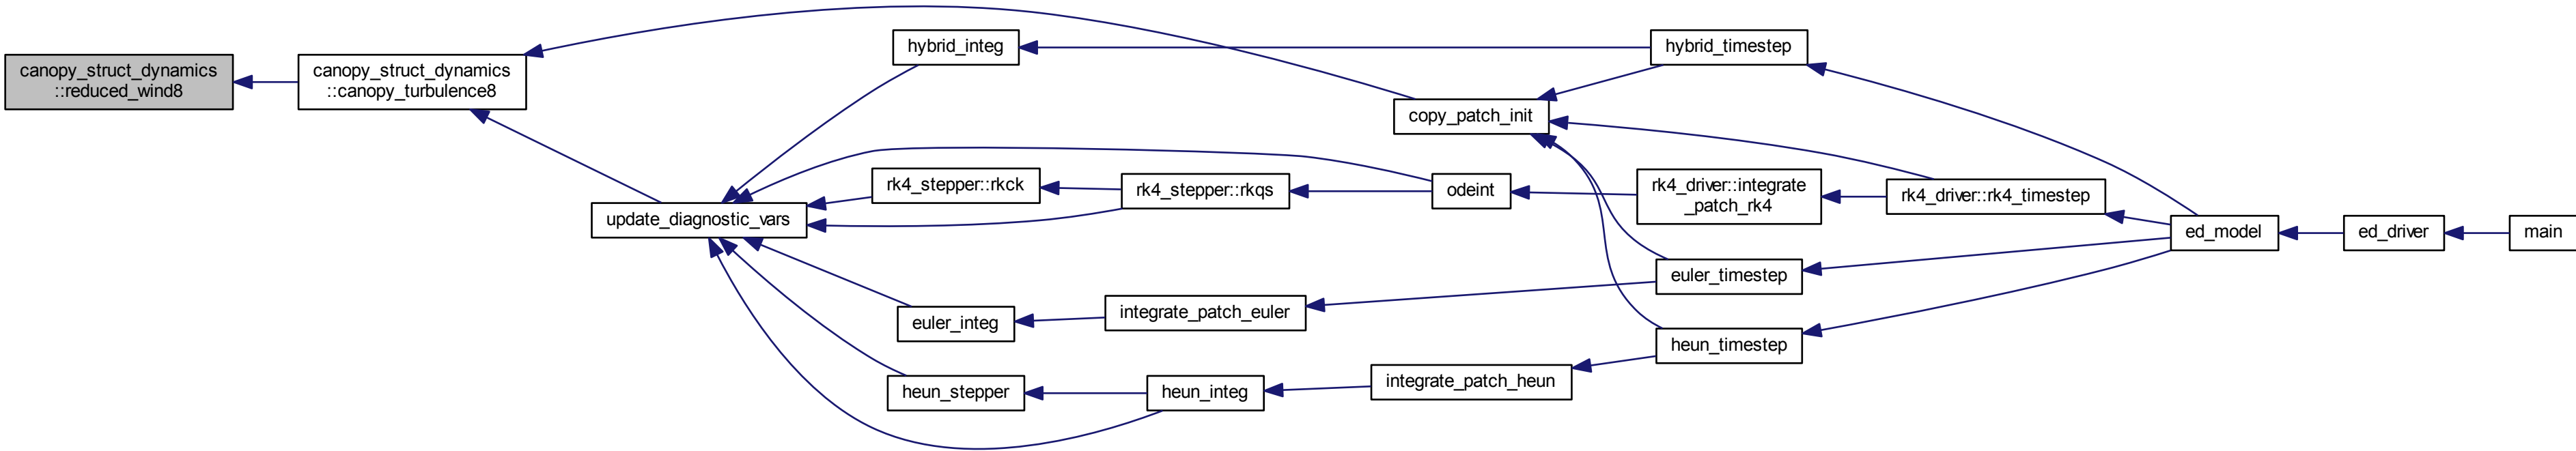 canopy_struct_dynamics
::reduced_wind8
canopy_struct_dynamics
::canopy_turbulence8
update_diagnostic_vars
hybrid_integ
rk4_stepper::rkck
euler_integ
heun_stepper
rk4_stepper::rkqs
integrate_patch_euler
heun_integ
copy_patch_init
odeint
integrate_patch_heun
hybrid_timestep
rk4_driver::integrate
_patch_rk4
euler_timestep
heun_timestep
rk4_driver::rk4_timestep
ed_model
ed_driver
main